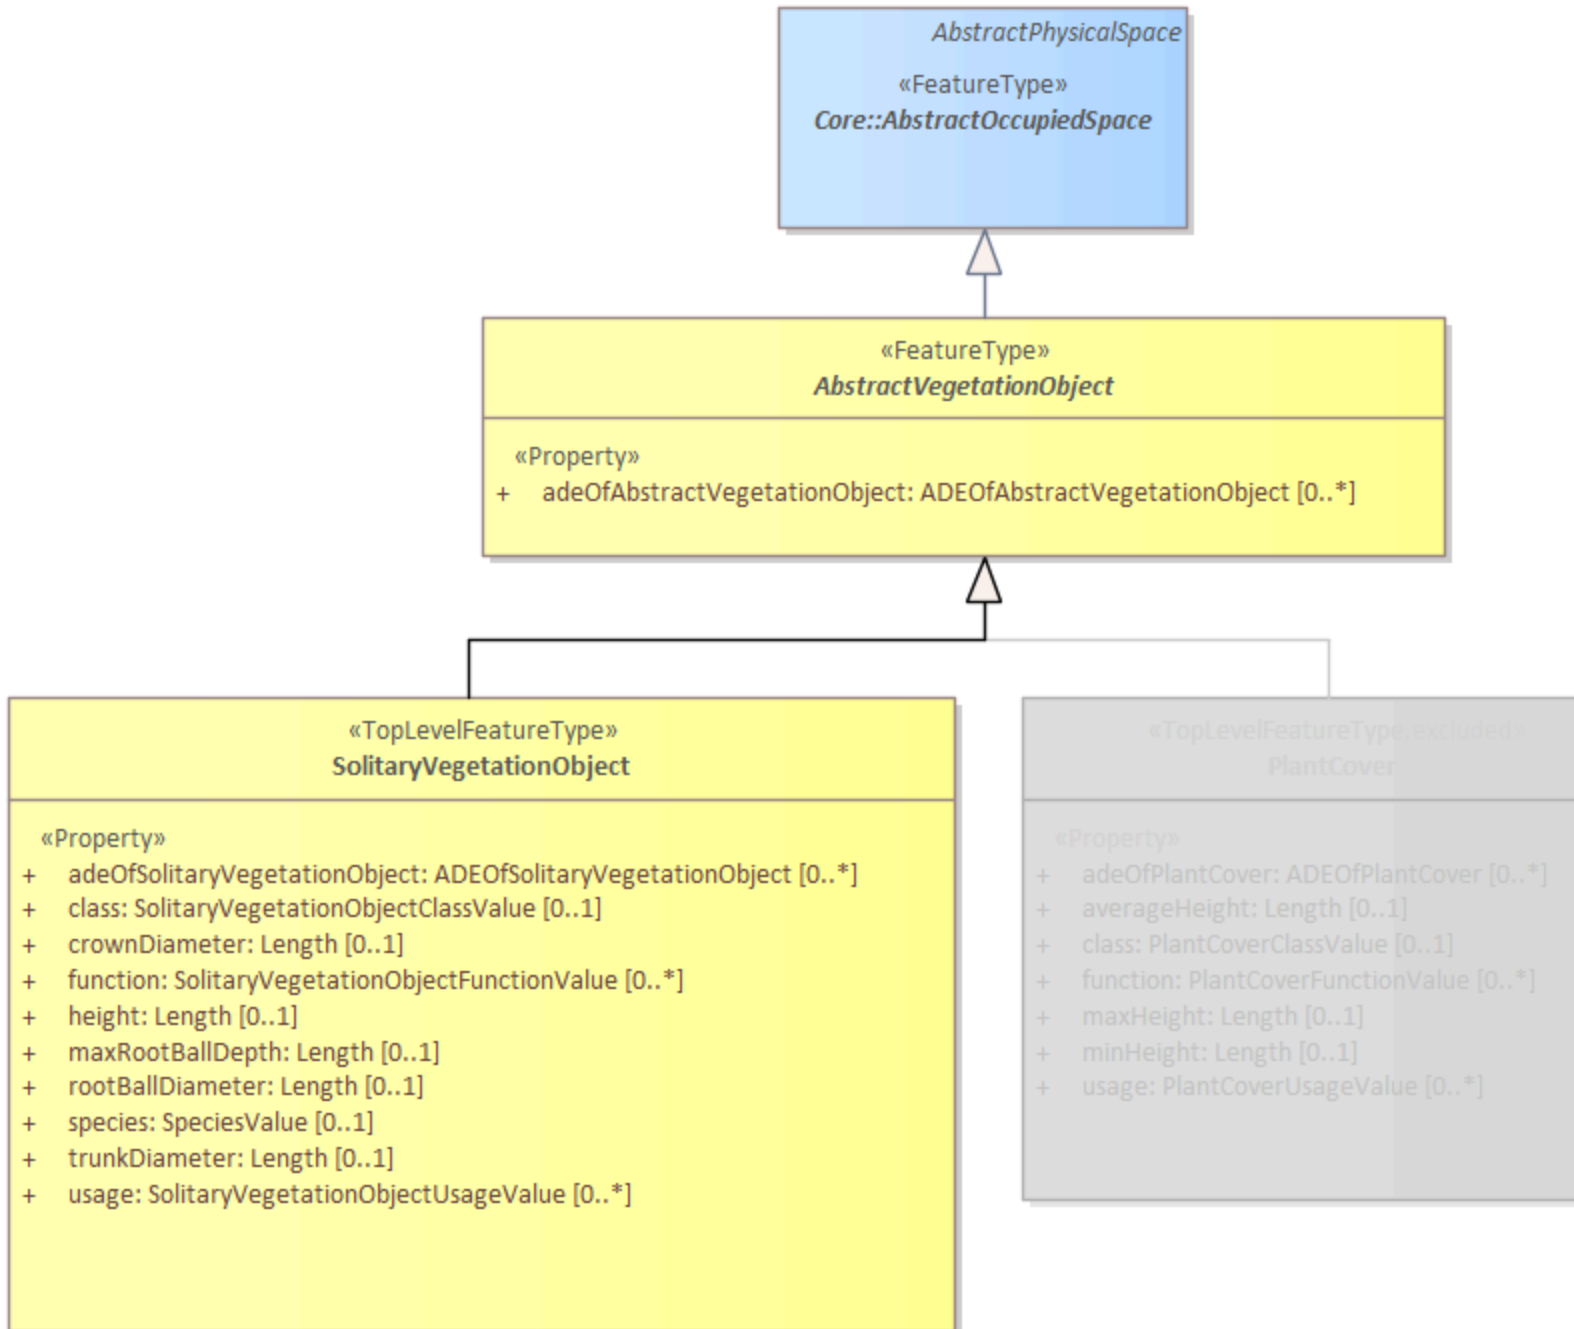 AbstractPhysicalSpace
«FeatureType»
Core::AbstractOccupiedSpace
«FeatureType»
AbstractVegetationObject
«Property»
+ adeOfAbstractVegetationObject: ADEOfAbstractVegetationObject [0..*]
«TopLevelFeatureType»
SolitaryVegetationObject
«Property»
+ adeOfSolitaryVegetationObject: ADEOfSolitaryVegetationObject [0..*]
+ class: SolitaryVegetationObjectClassValue [0..1]
+ crownDiameter: Length [0..1]
+ function: SolitaryVegetationObjectFunctionValue [0..*]
+ height: Length [0..1]
+ maxRootBallDepth: Length [0..1]
+ rootBallDiameter: Length [0..1]
+ species: SpeciesValue [0..1]
+ trunkDiameter: Length [0..1]
+ usage: SolitaryVegetationObjectUsageValue [0..*]
«TopLevelFeatureType,excluded»
PlantCover
«Property»
+ adeOfPlantCover: ADEOfPlantCover [0..*]
+ averageHeight: Length [0..1]
+ class: PlantCoverClassValue [0..1]
+ function: PlantCoverFunctionValue [0..*]
+ maxHeight: Length [0..1]
+ minHeight: Length [0..1]
+ usage: PlantCoverUsageValue [0..*]